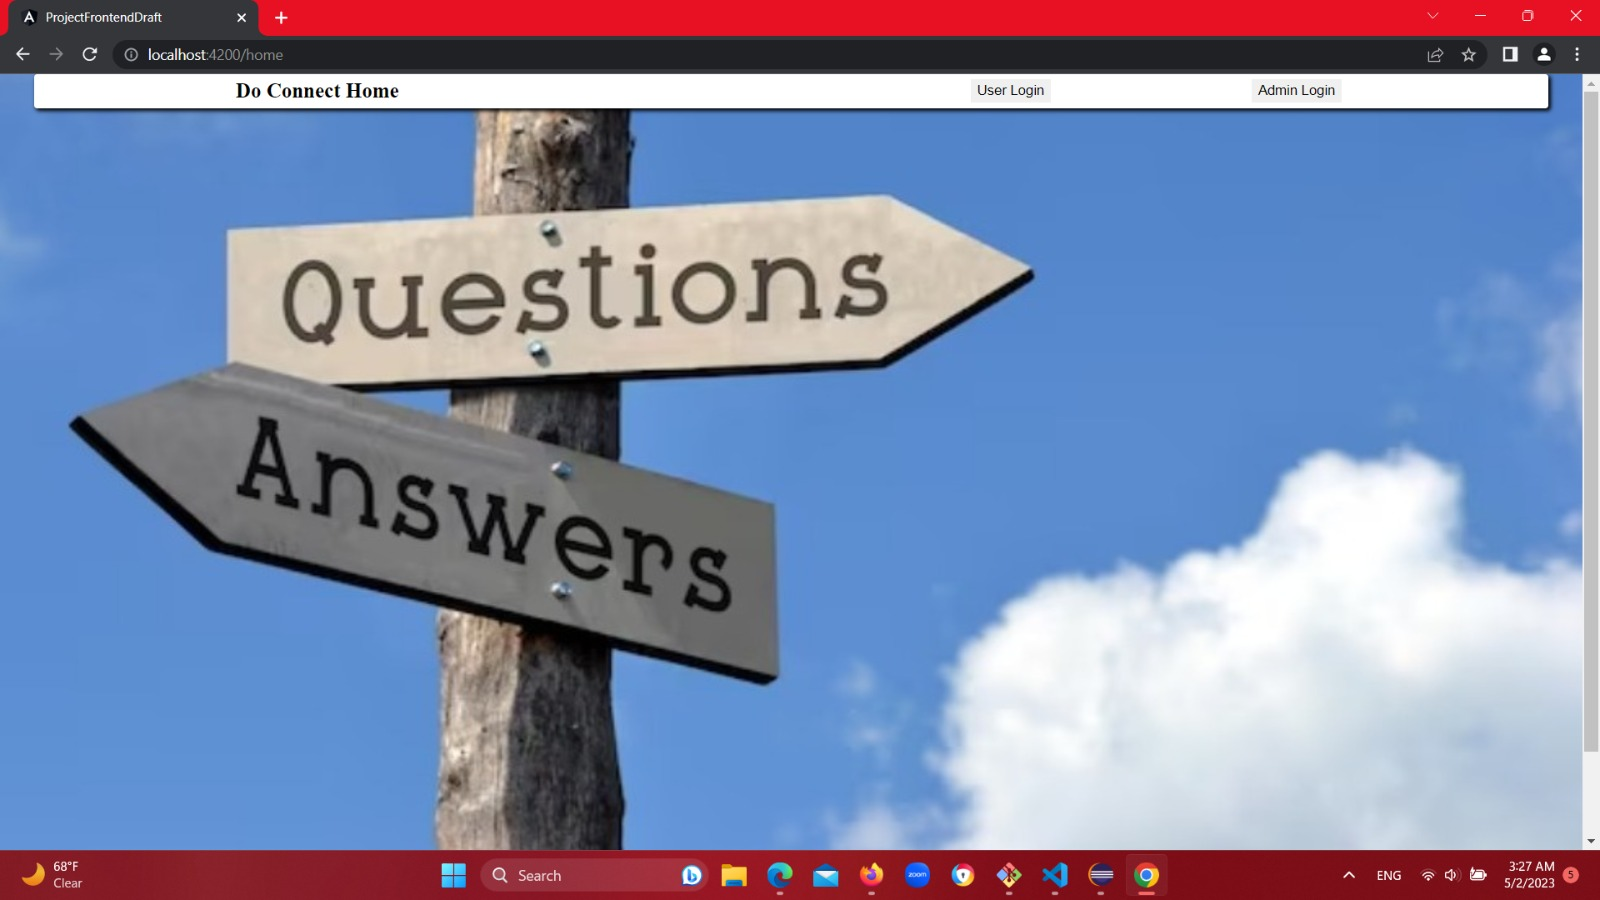 ProjectFrontendDraft
localhost:4200/home
Do Connect Home
User Login
Admin Login
Questions
Answers
68°F
Clear
Search
zoom
ENG
3:27 AM
5/2/2023
5